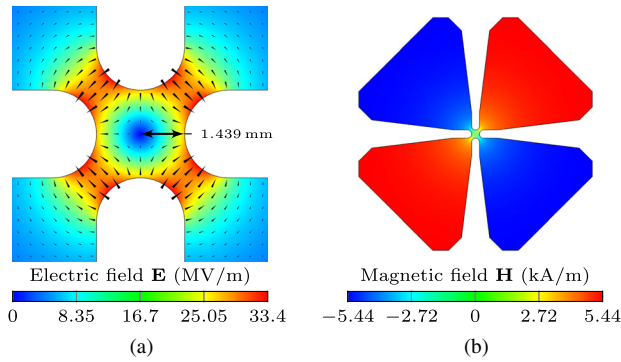 1.439 mm
Electric field E (MV/m)
0 8.35 16.7 25.05 33.4
(a)
Magnetic field H (kA/m)
−5.44 −2.72 0 2.72 5.44
(b)